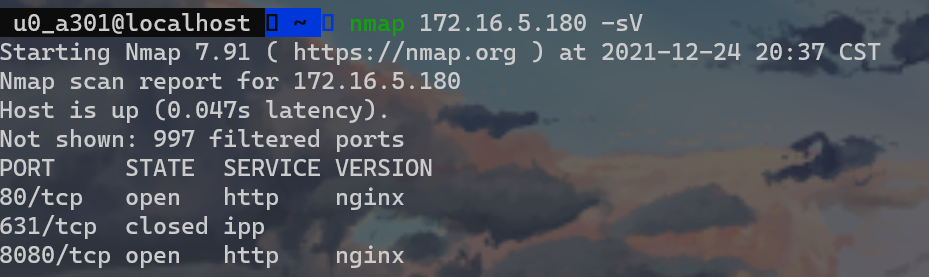 u0_a301@localhost ~ nmap 172.16.5.180 -sV
Starting Nmap 7.91 ( https://nmap.org ) at 2021-12-24 20:37 CST
Nmap scan report for 172.16.5.180
Host is up (0.047s latency).
Not shown: 997 filtered ports
PORT     STATE  SERVICE VERSION
80/tcp   open   http    nginx
631/tcp  closed ipp
8080/tcp open   http    nginx